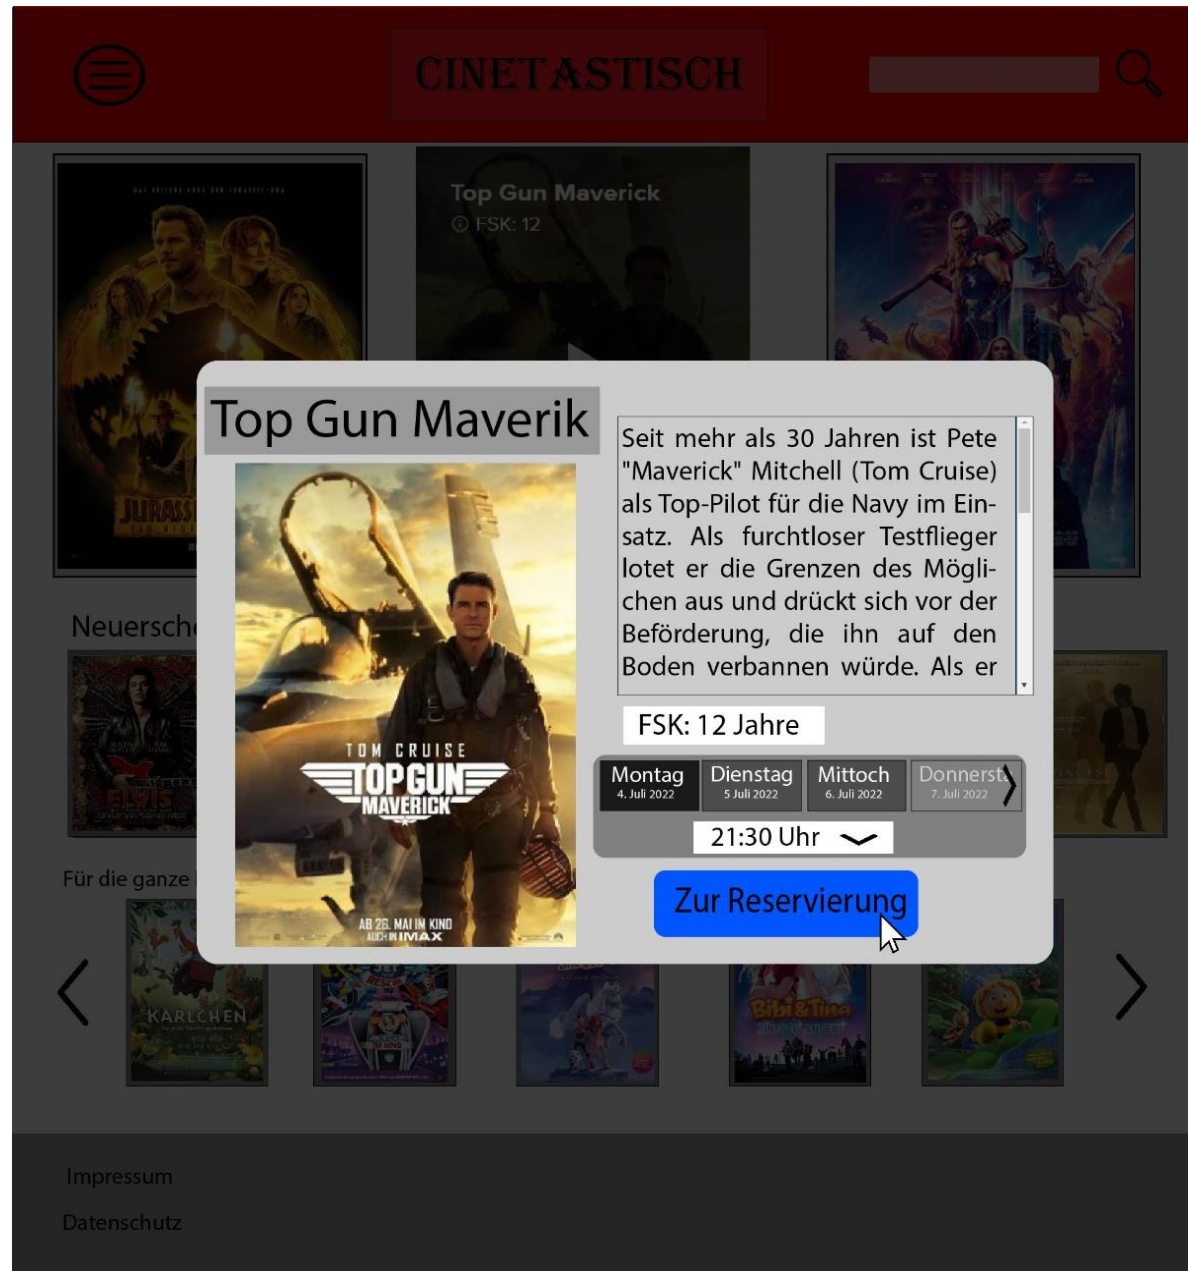 CINETASTISCH
Top Gun Maverick
FSK: 12
Top Gun Maverik
Seit mehr als 30 Jahren ist Pete
"Maverick" Mitchell (Tom Cruise)
als Top-Pilot für die Navy im Ein-
satz. Als furchtloser Testflieger
lotet er die Grenzen des Mögli-
chen aus und drückt sich vor der
Beförderung, die ihn auf den
Boden verbannen würde. Als er
TOM CRUISE
TOPGUN
MAVERICK
AB 26. MAI IM KINO
AUCH IN IMAX
FSK: 12 Jahre
Montag
4. Juli 2022
Dienstag
5 Juli 2022
Mittoch
6. Juli 2022
Donnerst
7. Juli 2022
21:30 Uhr
Zur Reservierung
JURASS
Neuersch
ELVIS
Für die ganze
KARLCHEN
Bibi & Tina
Impressum
Datenschutz